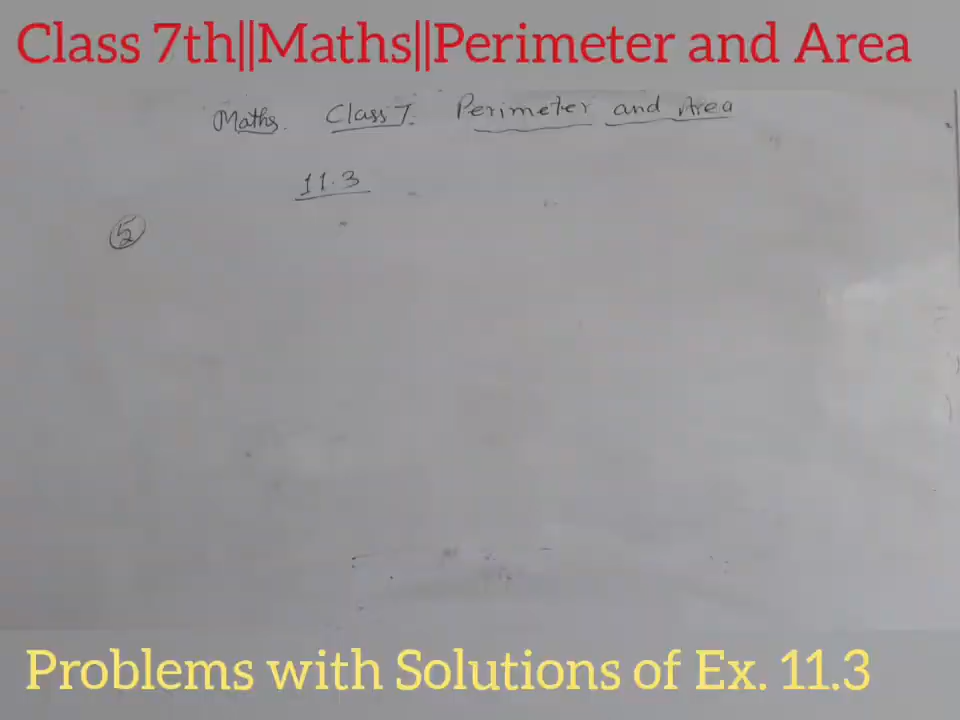 Class 7th||Maths||Perimeter and Area
Maths. Class 7. Perimeter and Area
11.3
5
Problems with Solutions of Ex. 11.3